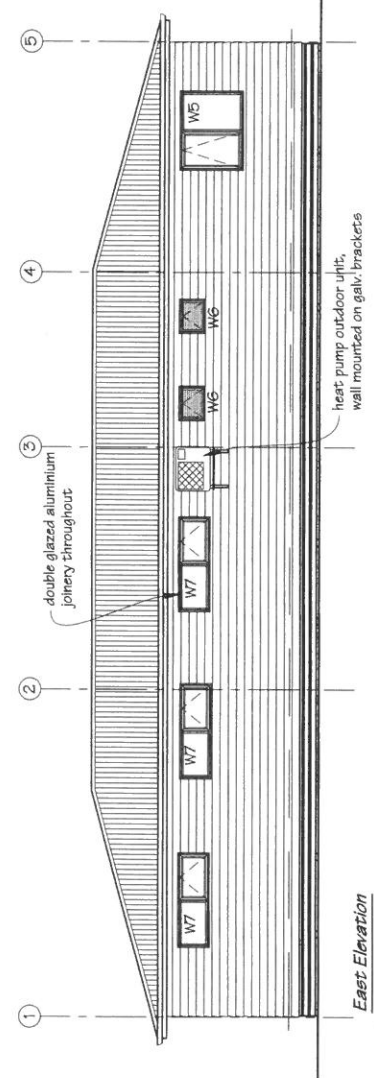 1
2
3
4
5
double glazed aluminium
joinery throughout
W7
W7
W7
W6
W6
W5
heat pump outdoor unit,
wall mounted on galv. brackets
East Elevation